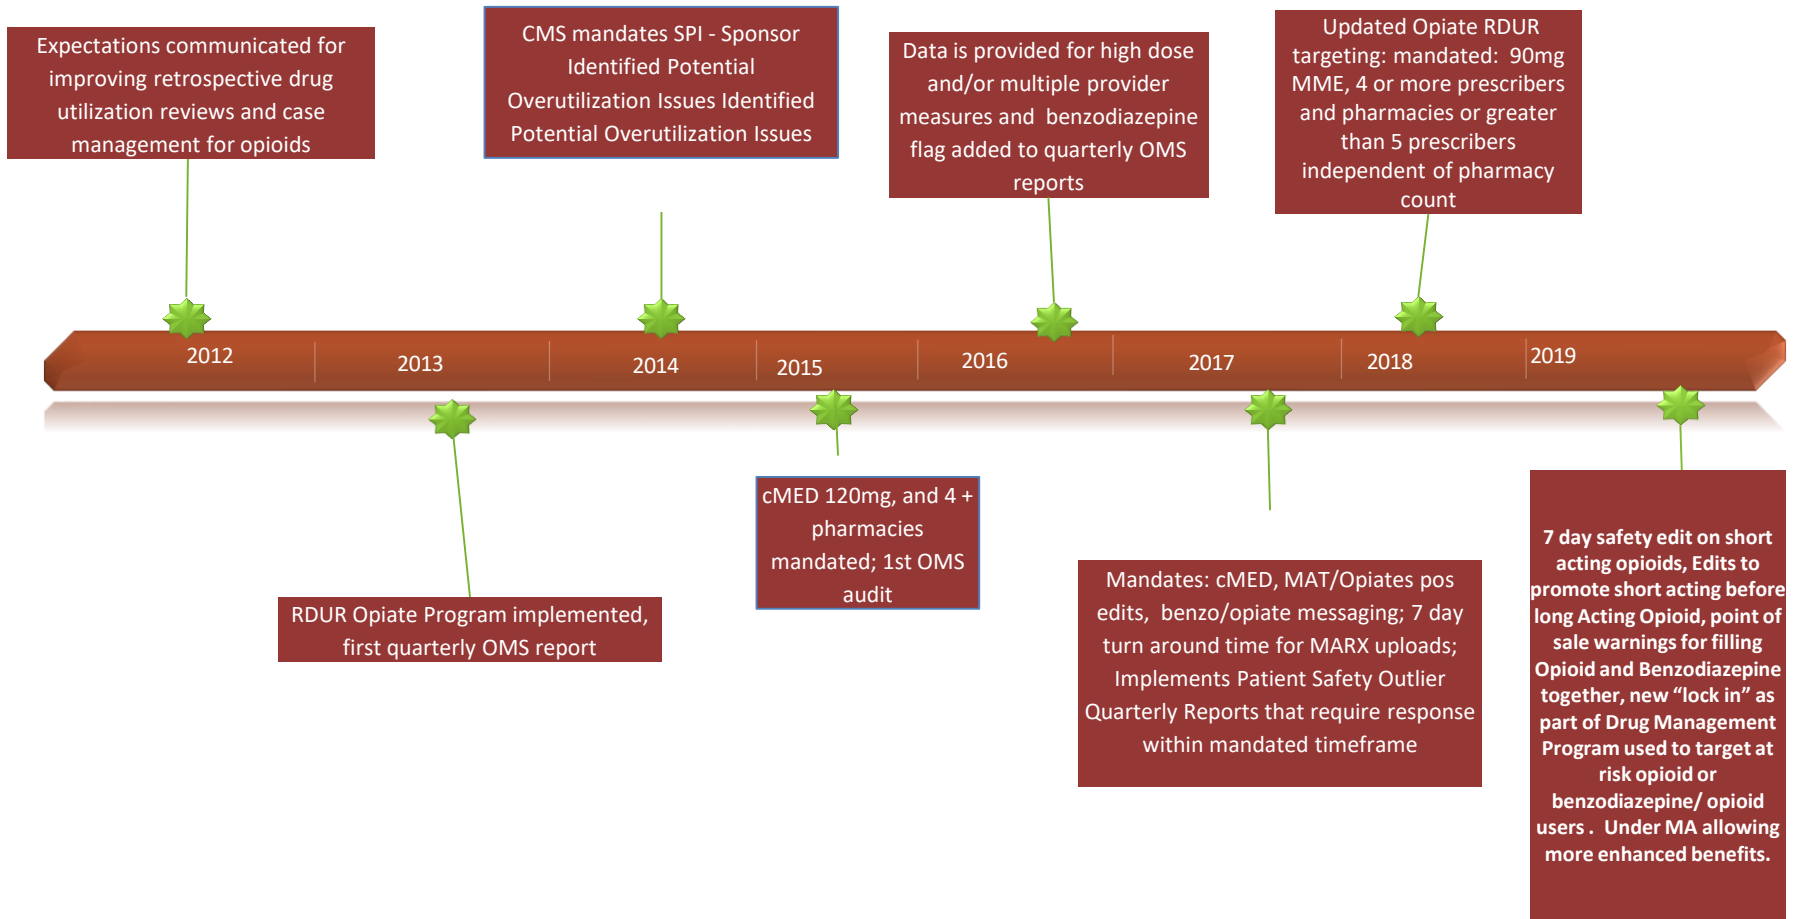 Expectations communicated for
improving retrospective drug
utilization reviews and case
management for opioids
CMS mandates SPI - Sponsor
Identified Potential
Overutilization Issues Identified
Potential Overutilization Issues
Data is provided for high dose
and/or multiple provider
measures and benzodiazepine
flag added to quarterly OMS
reports
Updated Opiate RDUR
targeting: mandated: 90mg
MME, 4 or more prescribers
and pharmacies or greater
than 5 prescribers
independent of pharmacy
count
2012
2013
2014
2015
2016
2017
2018
2019
RDUR Opiate Program implemented,
first quarterly OMS report
cMED 120mg, and 4 +
pharmacies
mandated; 1st OMS
audit
Mandates: cMED, MAT/Opiates pos
edits, benzo/opiate messaging; 7 day
turn around time for MARX uploads;
Implements Patient Safety Outlier
Quarterly Reports that require response
within mandated timeframe
7 day safety edit on short
acting opioids, Edits to
promote short acting before
long Acting Opioid, point of
sale warnings for filling
Opioid and Benzodiazepine
together, new “lock in” as
part of Drug Management
Program used to target at
risk opioid or
benzodiazepine/ opioid
users . Under MA allowing
more enhanced benefits.